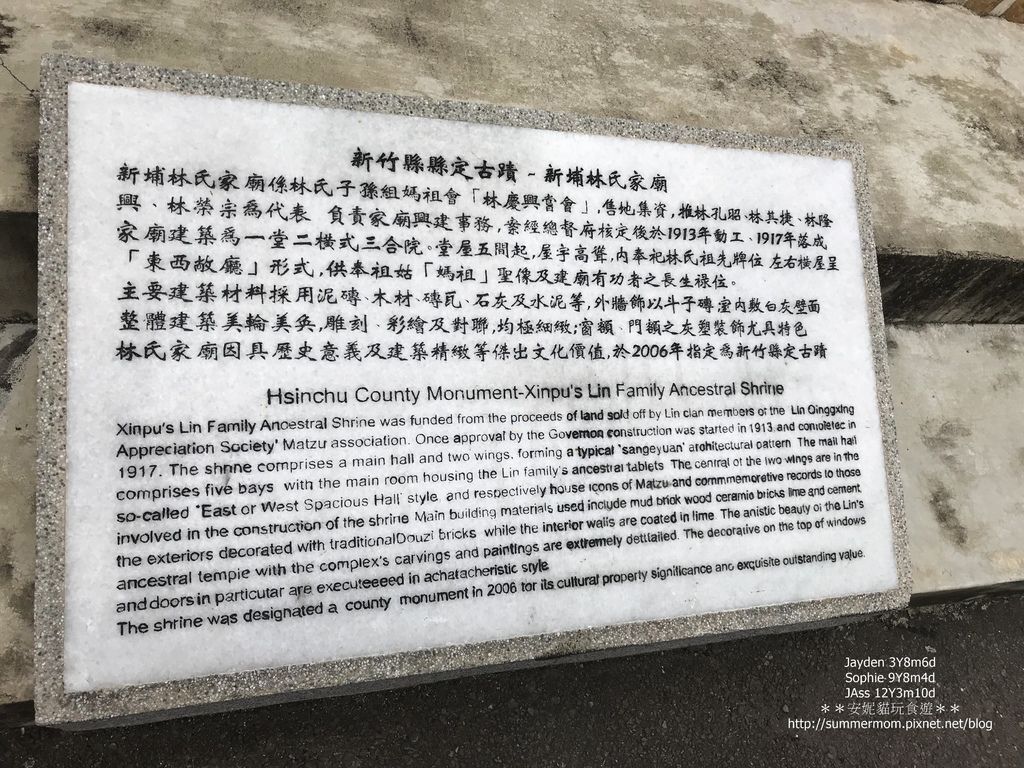 新竹縣縣定古蹟 ~ 新埔林氏家廟
新埔林氏家廟係林氏子孫組媽祖會「林慶興嘗會」,售地集資,推林孔昭、林其捷、林隆
興、林榮宗為代表 負責家廟興建事務,案經總督府核定後於1913年動工、1917年落成
家廟建築為一堂二橫式三合院。堂屋五間起,屋宇高聳,內奉祀林氏祖先牌位 左右橫屋呈
「東西敞廳」形式,供奉祖姑「媽祖」聖像及建廟有功者之長生祿位。
主要建築材料採用泥磚、木材、磚瓦、石灰及水泥等,外牆飾以斗子磚,室內敷白灰壁面
整體建築美輪美奐,雕刻、彩繪及對聯,均極細緻;窗額、門額之灰塑裝飾尤具特色
林氏家廟因具歷史意義及建築精緻等傑出文化價值,於2006年指定為新竹縣定古蹟
Hsinchu County Monument-Xinpu's Lin Family Ancestral Shrine
Xinpu's Lin Family Ancestral Shrine was funded from the proceeds of land sold off by Lin clan members of the Lin Qinggxing
Appreciation Society' Matzu association. Once approval by the Governon construction was started in 1913 and completec in
1917. The shrine comprises a main hall and two wings, forming a typical "sangeyuan" architectural pattern The mail hall
comprises five bays with the main room housing the Lin family's ancestral tablets The central of the two wings are in the
so-called "East or West Spacious Hall" style and respectively house icons of Matzu and commmemoretive records to those
involved in the construction of the shrine Main building materials used include mud brick wood ceramic bricks lime and cement,
the exteriors decorated with traditionalDouzi bricks while the interior walls are coated in lime The anistic beauty of the Lin's
ancestral temple with the complex's carvings and paintings are extremely dettlailed. The decorative on the top of windows
and doors in particular are executeeeed in achatacheristic style
The shrine was designated a county monument in 2006 for its cultural property significance and exquisite outstanding value.
Jayden 3Y8m6d
Sophie 9Y8m4d
JAss 12Y3m10d
＊＊安妮貓玩食遊＊＊
http://summermom.pixnet.net/blog